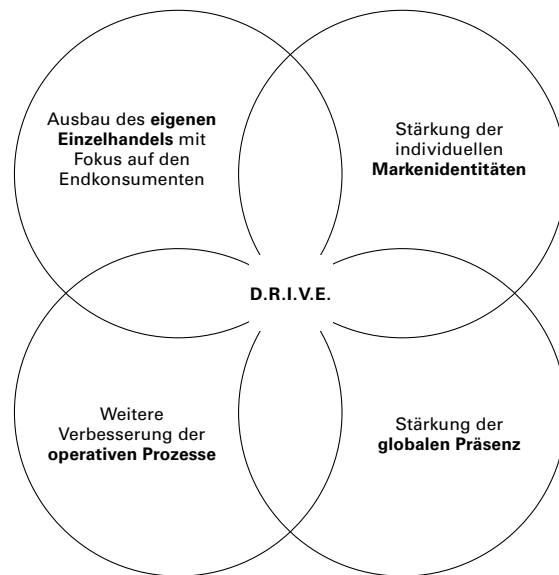 Ausbau des eigenen
Einzelhandels mit
Fokus auf den
Endkonsumenten
Stärkung der
individuellen
Markenidentitäten
D.R.I.V.E.
Weitere
Verbesserung der
operativen Prozesse
Stärkung der
globalen Präsenz